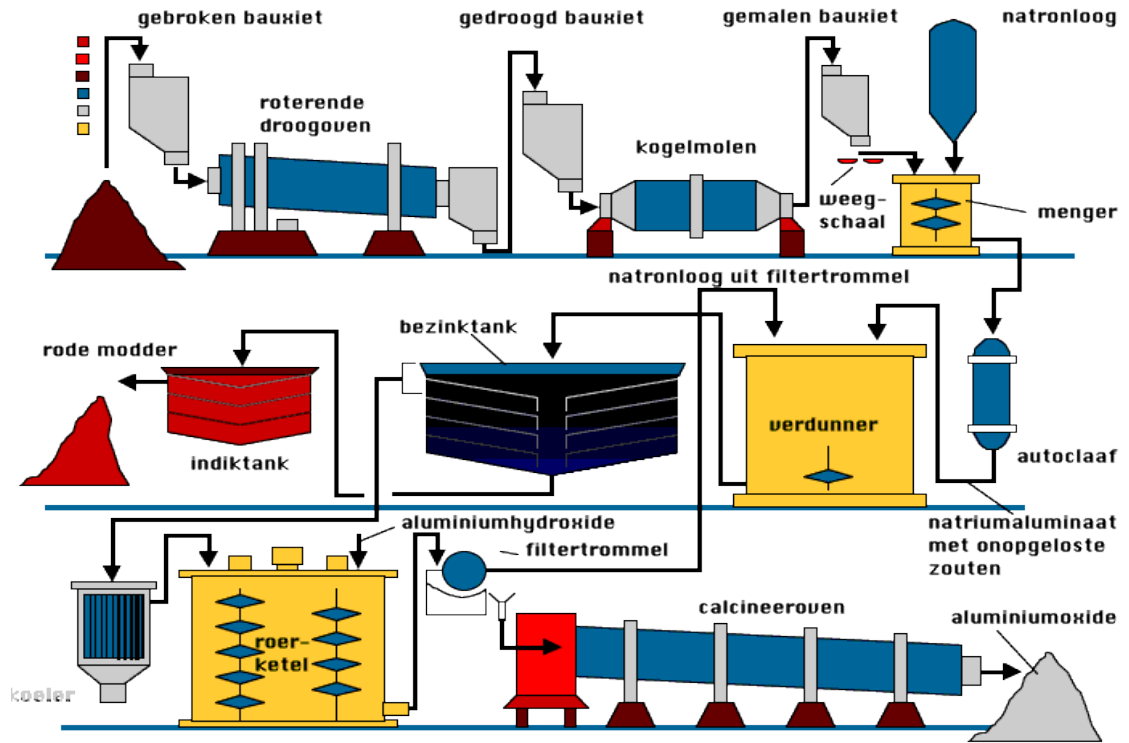 gebroken bauxiet
gedroogd bauxiet
gemalen bauxiet
natronloog
roterende
droogoven
kogelmolen
weeg-
schaal
menger
natronloog uit filtertrommel
bezinktank
rode modder
verdunner
indiktank
autoclaaf
aluminiumhydroxide
filtertrommel
natriumaluminaat
met onopgeloste
zouten
calcineeroven
aluminiumoxide
roer-
ketel
koeler